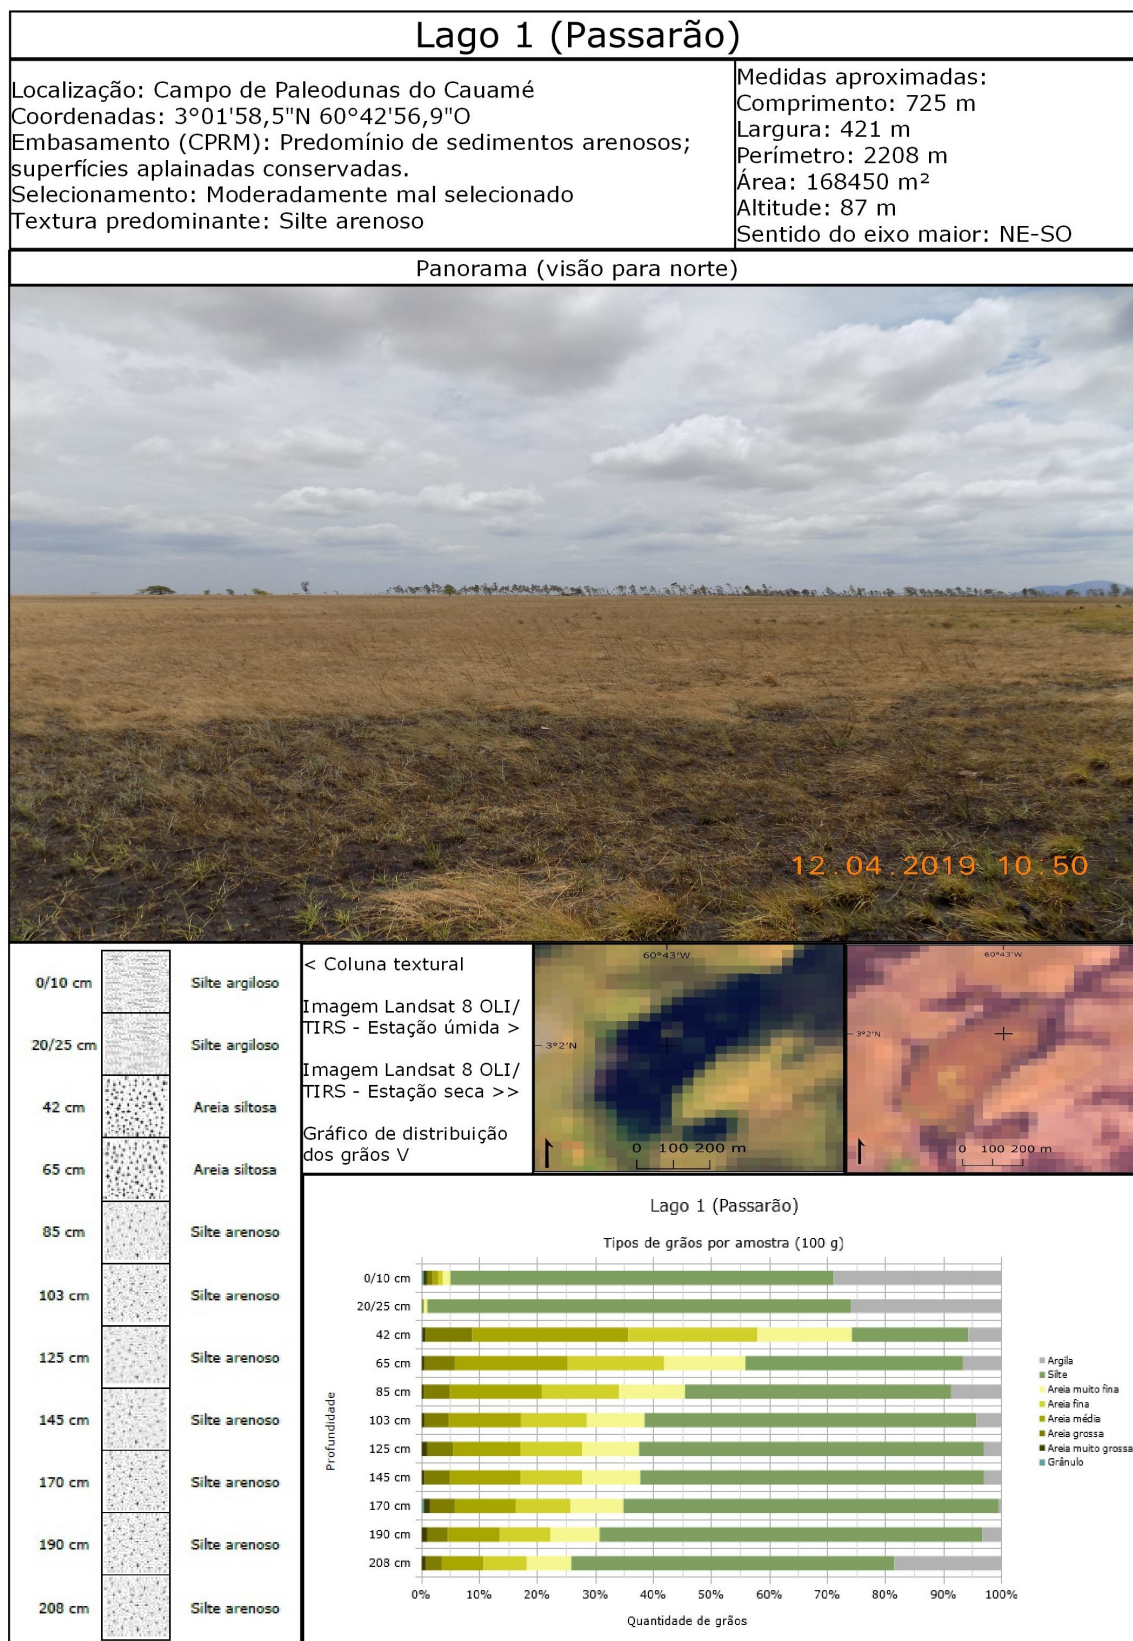 Lago 1 (Passarão)
Localização: Campo de Paleodunas do Cauamé
Coordenadas: 3°01'58,5"N 60°42'56,9"O
Embasamento (CPRM): Predomínio de sedimentos arenosos;
superfícies aplainadas conservadas.
Selecionamento: Moderadamente mal selecionado
Textura predominante: Silte arenoso
Medidas aproximadas:
Comprimento: 725 m
Largura: 421 m
Perímetro: 2208 m
Área: 168450 m²
Altitude: 87 m
Sentido do eixo maior: NE-SO
Panorama (visão para norte)
12.04.2019 10:50
0/10 cm Silte argiloso
20/25 cm Silte argiloso
42 cm Areia siltosa
65 cm Areia siltosa
85 cm Silte arenoso
103 cm Silte arenoso
125 cm Silte arenoso
145 cm Silte arenoso
170 cm Silte arenoso
190 cm Silte arenoso
208 cm Silte arenoso
< Coluna textural
Imagem Landsat 8 OLI/
TIRS - Estação úmida >
Imagem Landsat 8 OLI/
TIRS - Estação seca >>
Gráfico de distribuição
dos grãos V
60°43'W
3°2'N
0 100 200 m
60°43'W
3°2'N
0 100 200 m
Lago 1 (Passarão)
Tipos de grãos por amostra (100 g)
Profundidade
0/10 cm
20/25 cm
42 cm
65 cm
85 cm
103 cm
125 cm
145 cm
170 cm
190 cm
208 cm
0% 10% 20% 30% 40% 50% 60% 70% 80% 90% 100%
Quantidade de grãos
Argila
Silte
Areia muito fina
Areia fina
Areia média
Areia grossa
Areia muito grossa
Grânulo